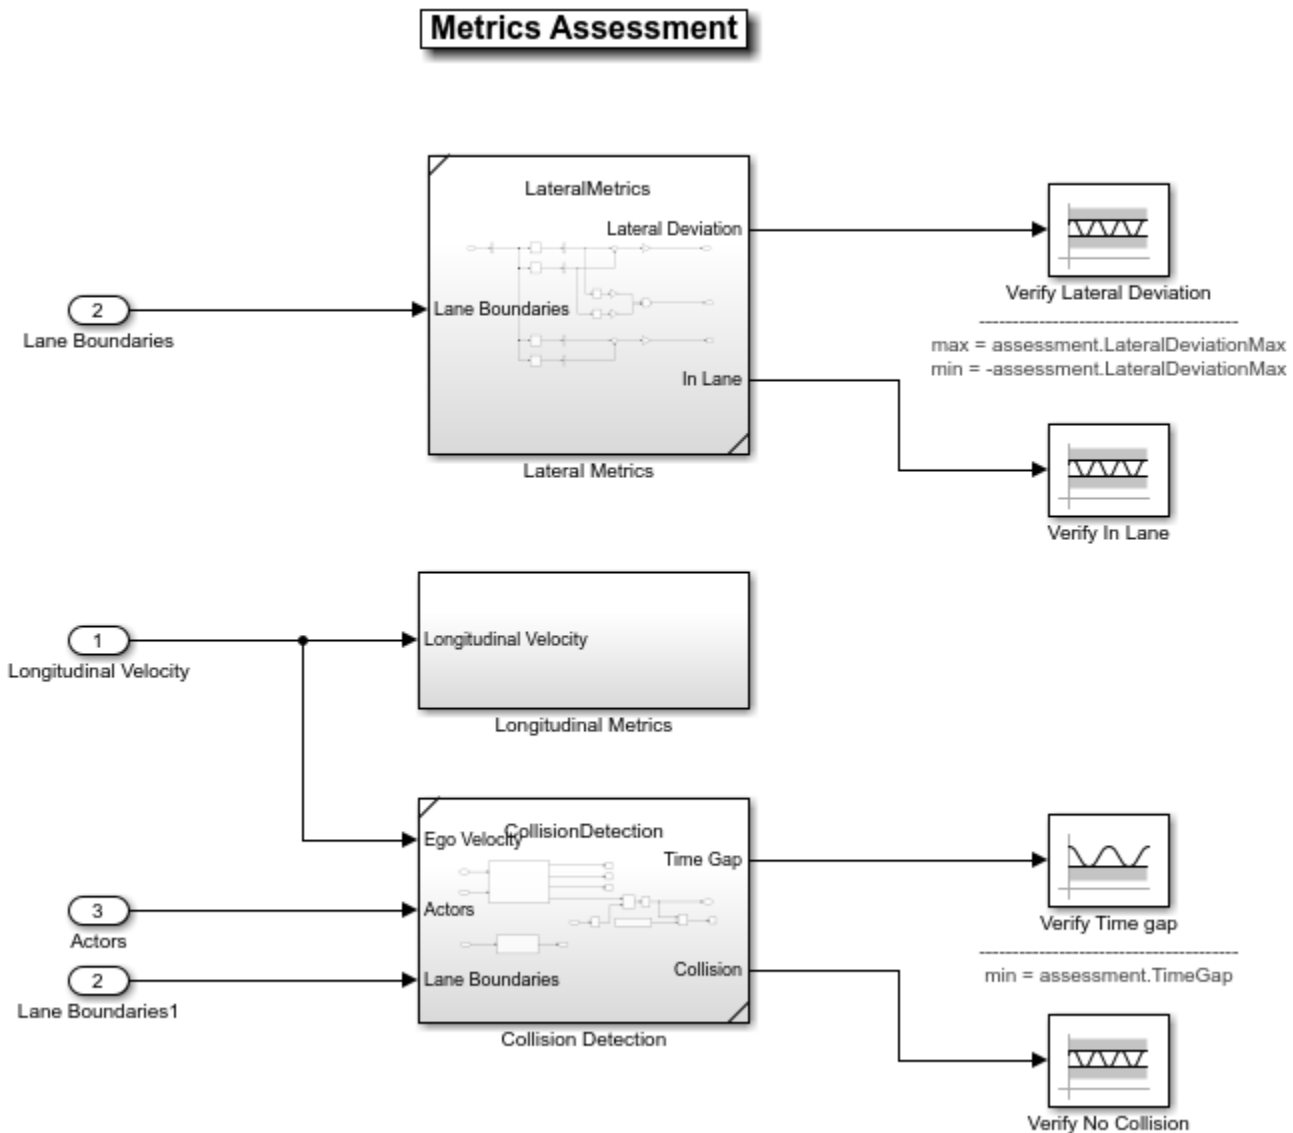 Metrics Assessment
LateralMetrics
Lateral Deviation
2
Lane Boundaries
Lane Boundaries
In Lane
Lateral Metrics
Verify Lateral Deviation
max = assessment.LateralDeviationMax
min = -assessment.LateralDeviationMax
Verify In Lane
1
Longitudinal Velocity
Longitudinal Velocity
Longitudinal Metrics
CollisionDetection
Ego Velocity
Time Gap
3
Actors
Actors
2
Lane Boundaries1
Lane Boundaries
Collision
Collision Detection
Verify Time gap
min = assessment.TimeGap
Verify No Collision